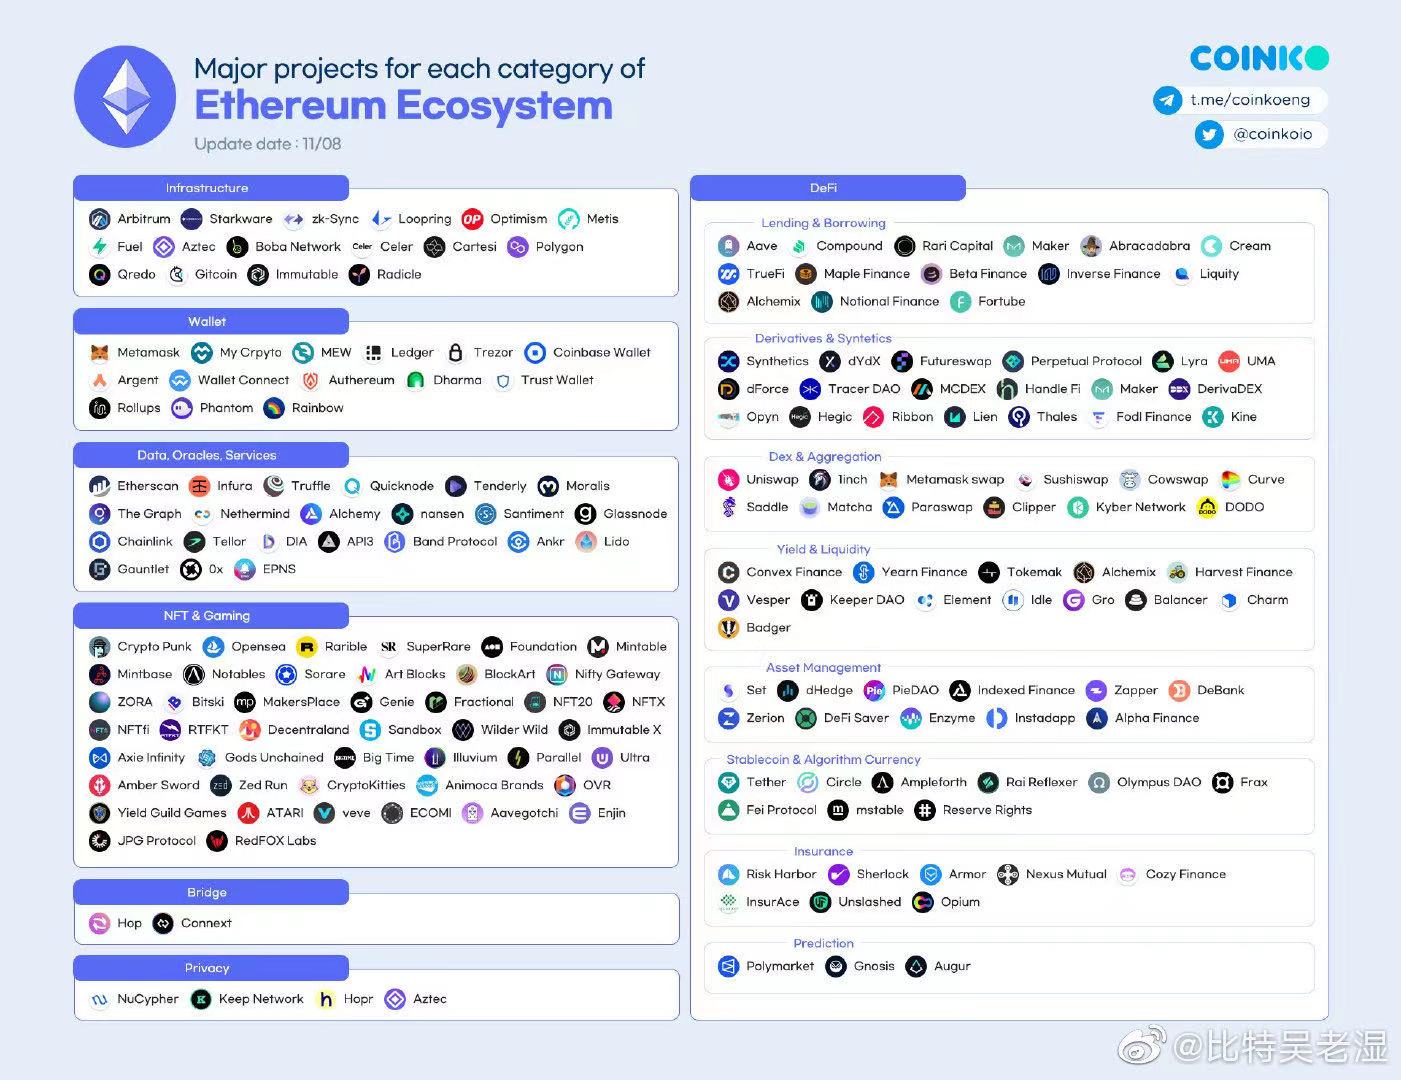 Major projects for each category of
Ethereum Ecosystem
Update date : 11/08
COINKO
t.me/coinkoeng
@coinkoio
Infrastructure
Arbitrum Starkware zk-Sync Loopring OP Optimism Metis
Fuel Aztec Boba Network Celer Celer Cartesi Polygon
Qredo Gitcoin Immutable Radicle
Wallet
Metamask My Crpyto MEW Ledger Trezor Coinbase Wallet
Argent Wallet Connect Authereum Dharma Trust Wallet
Rollups Phantom Rainbow
Data, Oracles, Services
Etherscan Infura Truffle Quicknode Tenderly Moralis
The Graph Nethermind Alchemy nansen Santiment Glassnode
Chainlink Tellor DIA API3 Band Protocol Ankr Lido
Gauntlet 0x EPNS
NFT & Gaming
Crypto Punk Opensea Rarible SR SuperRare Foundation Mintable
Mintbase Notables Sorare Art Blocks BlockArt Nifty Gateway
ZORA Bitski mp MakersPlace Genie Fractional NFT20 NFTX
NFTfi RTFKT Decentraland Sandbox Wilder Wild Immutable X
Axie Infinity Gods Unchained Big Time Illuvium Parallel Ultra
Amber Sword ZED Zed Run CryptoKitties Animoca Brands OVR
Yield Guild Games ATARI veve ECOMI Aavegotchi Enjin
JPG Protocol RedFOX Labs
Bridge
Hop Connext
Privacy
NuCypher Keep Network Hopr Aztec
DeFi
Lending & Borrowing
Aave Compound Rari Capital Maker Abracadabra Cream
TrueFi Maple Finance Beta Finance Inverse Finance Liquity
Alchemix Notional Finance Fortube
Derivatives & Syntetics
Synthetics dYdX Futureswap Perpetual Protocol Lyra UMA UMA
dForce Tracer DAO MCDEX Handle Fi Maker DerivaDEX
Opyn Hegic Hegic Ribbon Lien Thales Fodl Finance Kine
Dex & Aggregation
Uniswap 1inch Metamask swap Sushiswap Cowswap Curve
Saddle Matcha Paraswap Clipper Kyber Network DODO DODO
Yield & Liquidity
Convex Finance Yearn Finance Tokemak Alchemix Harvest Finance
Vesper Keeper DAO Element Idle Gro Balancer Charm
Badger
Asset Management
Set dHedge Pie PieDAO Indexed Finance Zapper DeBank
Zerion DeFi Saver Enzyme Instadapp Alpha Finance
Stablecoin & Algorithm Currency
Tether Circle Ampleforth Rai Reflexer Olympus DAO Frax
Fei Protocol mstable Reserve Rights
Insurance
Risk Harbor Sherlock Armor Nexus Mutual Cozy Finance
InsurAce Unslashed Opium
Prediction
Polymarket Gnosis Augur
@比特吴老湿